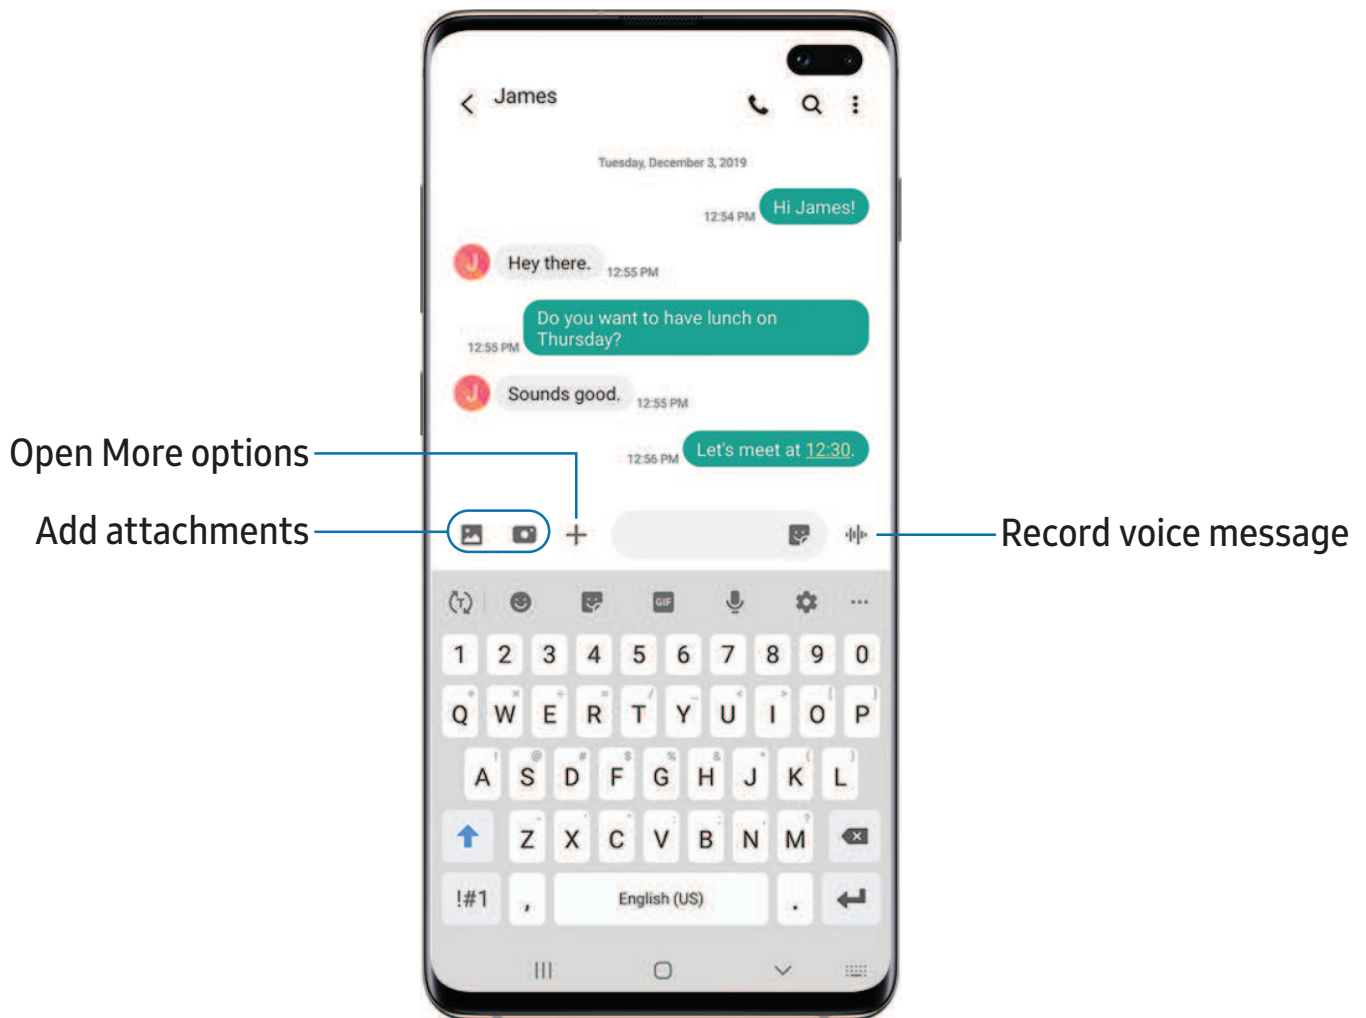 James
Tuesday, December 3, 2019
12:54 PM Hi James!
J Hey there. 12:55 PM
Do you want to have lunch on
Thursday?
12:55 PM
J Sounds good. 12:55 PM
Open More options
12:56 PM Let's meet at 12:30.
Add attachments
Record voice message
T GIF
1 2 3 4 5 6 7 8 9 0
Q W E R T Y U I O P
A S D F G H J K L
Z X C V B N M
!#1 , English (US) .